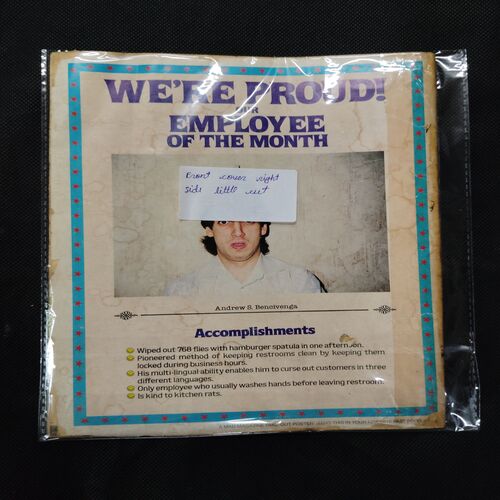 WE'RE PROUD!
EMPLOYEE
OF THE MONTH
Front cover right
side little cut
Andrew S. Bencivenga
Accomplishments
Wiped out 768 flies with hamburger spatula in one afternoon.
Pioneered method of keeping restrooms clean by keeping them
locked during business hours.
His multi-lingual ability enables him to curse out customers in three
different languages.
Only employee who usually washes hands before leaving restroom.
Is kind to kitchen rats.
A MAD MAGAZINE